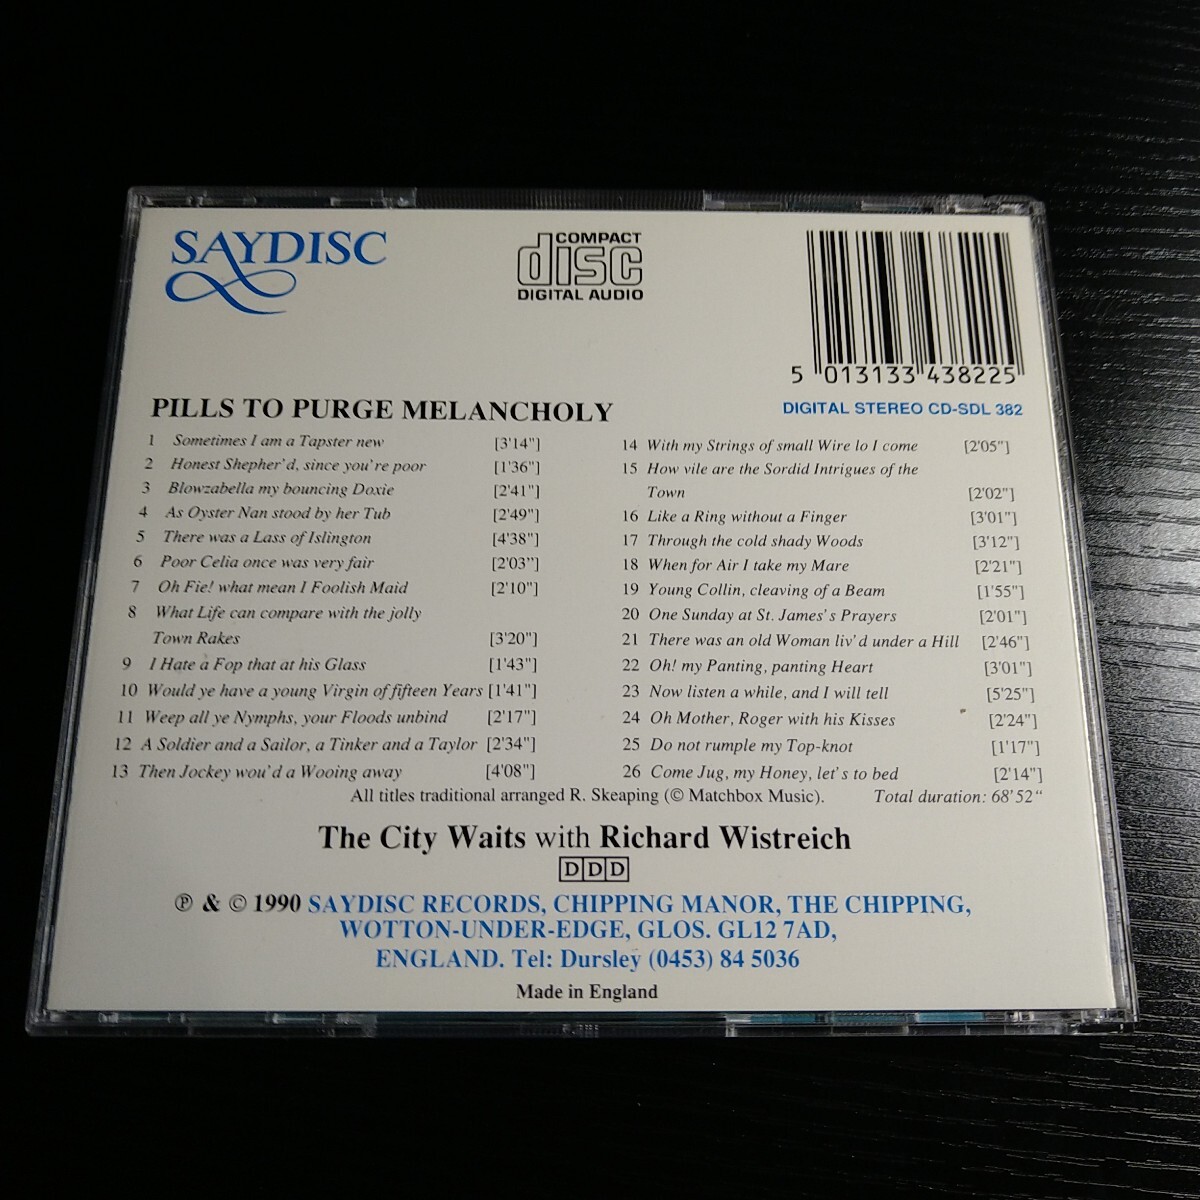 SAYDISC
COMPACT
disc
DIGITAL AUDIO
5 013133 438225
PILLS TO PURGE MELANCHOLY
DIGITAL STEREO CD-SDL 382
1 Sometimes I am a Tapster new [3'14"]
2 Honest Shepher'd, since you're poor [1'36"]
3 Blowzabella my bouncing Doxie [2'41"]
4 As Oyster Nan stood by her Tub [2'49"]
5 There was a Lass of Islington [4'38"]
6 Poor Celia once was very fair [2'03"]
7 Oh Fie! what mean I Foolish Maid [2'10"]
8 What Life can compare with the jolly
Town Rakes [3'20"]
9 I Hate a Fop that at his Glass [1'43"]
10 Would ye have a young Virgin of fifteen Years [1'41"]
11 Weep all ye Nymphs, your Floods unbind [2'17"]
12 A Soldier and a Sailor, a Tinker and a Taylor [2'34"]
13 Then Jockey wou'd a Wooing away [4'08"]
14 With my Strings of small Wire lo I come [2'05"]
15 How vile are the Sordid Intrigues of the
Town [2'02"]
16 Like a Ring without a Finger [3'01"]
17 Through the cold shady Woods [3'12"]
18 When for Air I take my Mare [2'21"]
19 Young Collin, cleaving of a Beam [1'55"]
20 One Sunday at St. James's Prayers [2'01"]
21 There was an old Woman liv'd under a Hill [2'46"]
22 Oh! my Panting, panting Heart [3'01"]
23 Now listen a while, and I will tell [5'25"]
24 Oh Mother, Roger with his Kisses [2'24"]
25 Do not rumple my Top-knot [1'17"]
26 Come Jug, my Honey, let's to bed [2'14"]
All titles traditional arranged R. Skeaping (© Matchbox Music). Total duration: 68'52"
The City Waits with Richard Wistreich
DDD
℗ & © 1990 SAYDISC RECORDS, CHIPPING MANOR, THE CHIPPING,
WOTTON-UNDER-EDGE, GLOS. GL12 7AD,
ENGLAND. Tel: Dursley (0453) 84 5036
Made in England